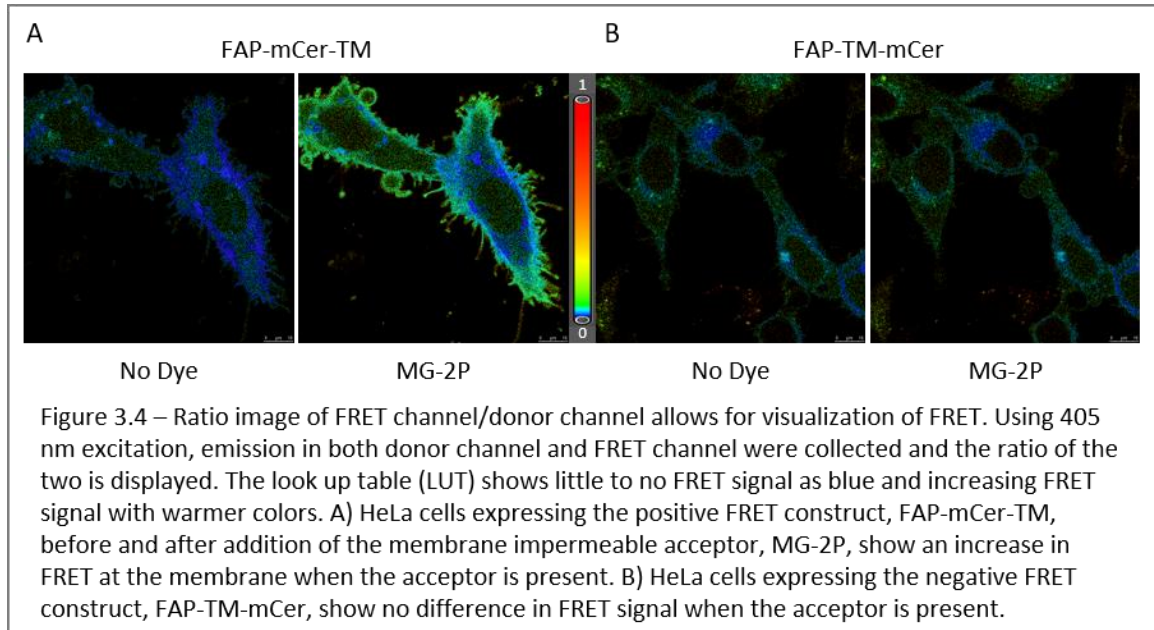 A
FAP-mCer-TM
B
FAP-TM-mCer
1
0
No Dye
MG-2P
No Dye
MG-2P
Figure 3.4 – Ratio image of FRET channel/donor channel allows for visualization of FRET. Using 405
nm excitation, emission in both donor channel and FRET channel were collected and the ratio of the
two is displayed. The look up table (LUT) shows little to no FRET signal as blue and increasing FRET
signal with warmer colors. A) HeLa cells expressing the positive FRET construct, FAP-mCer-TM,
before and after addition of the membrane impermeable acceptor, MG-2P, show an increase in
FRET at the membrane when the acceptor is present. B) HeLa cells expressing the negative FRET
construct, FAP-TM-mCer, show no difference in FRET signal when the acceptor is present.